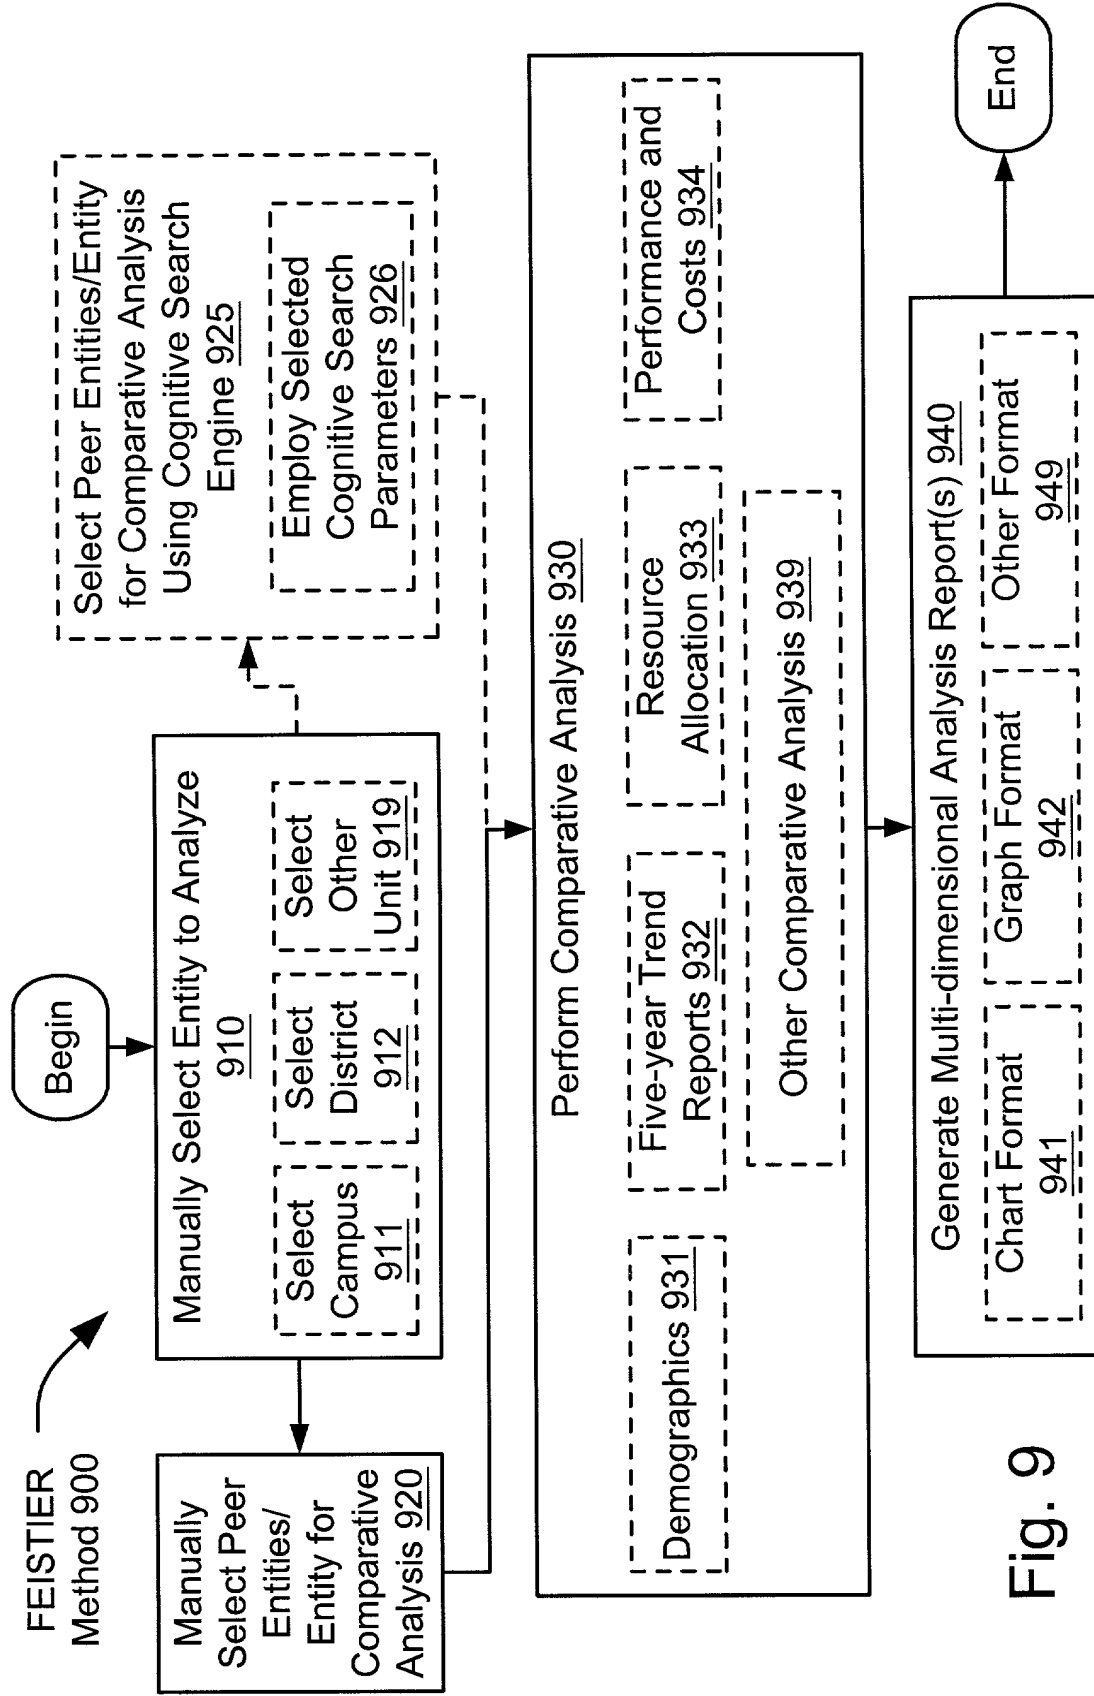 FEISTIER
Method 900
Begin
Manually Select Entity to Analyze
910
Select
Campus
911
Select
District
912
Select
Other
Unit 919
Manually
Select Peer
Entities/
Entity for
Comparative
Analysis 920
Select Peer Entities/Entity
for Comparative Analysis
Using Cognitive Search
Engine 925
Employ Selected
Cognitive Search
Parameters 926
Perform Comparative Analysis 930
Demographics 931
Five-year Trend
Reports 932
Resource
Allocation 933
Performance and
Costs 934
Other Comparative Analysis 939
Generate Multi-dimensional Analysis Report(s) 940
Chart Format
941
Graph Format
942
Other Format
949
End
Fig. 9